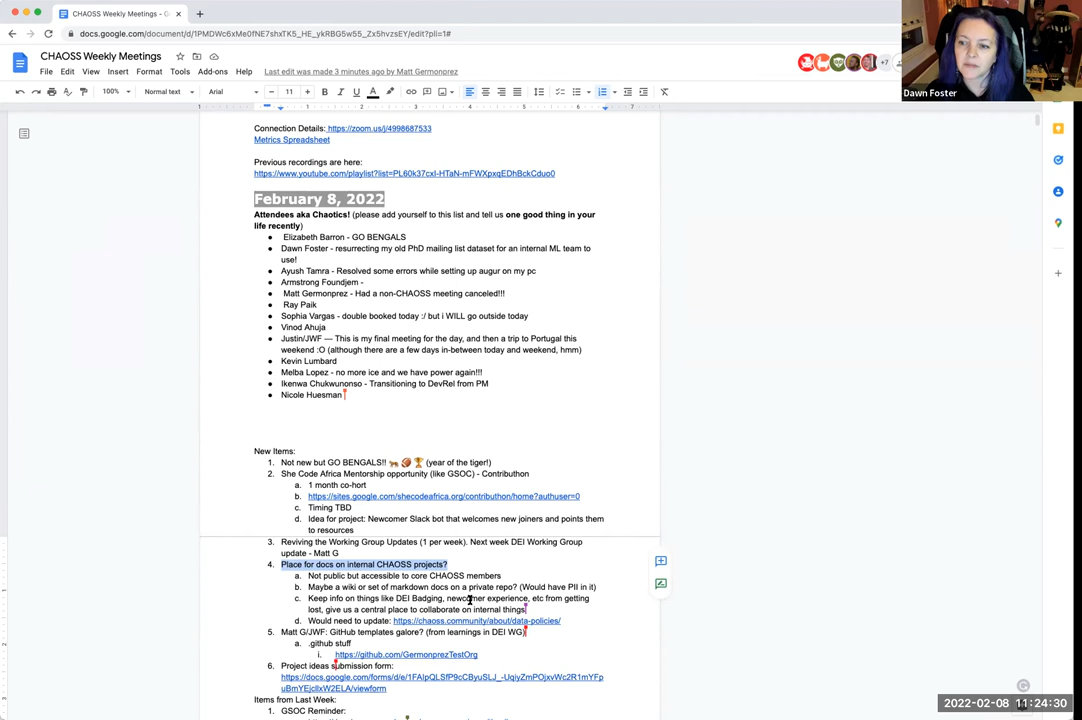 CHAOSS Weekly Meetings - G
docs.google.com/document/d/1PMDWc6xMe0fNE7shxTK5_HE_ykRBG5w55_Zx5hvzsEY/edit?pli=1#
CHAOSS Weekly Meetings
File Edit View Insert Format Tools Add-ons Help Last edit was made 3 minutes ago by Matt Germonprez
+7
Dawn Foster
100% Normal text Arial 11
Connection Details: https://zoom.us/j/4998687533
Metrics Spreadsheet
Previous recordings are here:
https://www.youtube.com/playlist?list=PL60k37cxI-HTaN-mFWXpxqEDhBckCduo0
February 8, 2022
Attendees aka Chaotics! (please add yourself to this list and tell us one good thing in your
life recently)
Elizabeth Barron - GO BENGALS
Dawn Foster - resurrecting my old PhD mailing list dataset for an internal ML team to
use!
Ayush Tamra - Resolved some errors while setting up augur on my pc
Armstrong Foundjem -
Matt Germonprez - Had a non-CHAOSS meeting canceled!!!
Ray Paik
Sophia Vargas - double booked today :/ but i WILL go outside today
Vinod Ahuja
Justin/JWF — This is my final meeting for the day, and then a trip to Portugal this
weekend :O (although there are a few days in-between today and weekend, hmm)
Kevin Lumbard
Melba Lopez - no more ice and we have power again!!!
Ikenwa Chukwunonso - Transitioning to DevRel from PM
Nicole Huesman
New Items:
1. Not new but GO BENGALS!! 🐅 🏈 🏆 (year of the tiger!)
2. She Code Africa Mentorship opportunity (like GSOC) - Contributhon
a. 1 month co-hort
b. https://sites.google.com/shecodeafrica.org/contributhon/home?authuser=0
c. Timing TBD
d. Idea for project: Newcomer Slack bot that welcomes new joiners and points them
to resources
3. Reviving the Working Group Updates (1 per week). Next week DEI Working Group
update - Matt G
4. Place for docs on internal CHAOSS projects?
a. Not public but accessible to core CHAOSS members
b. Maybe a wiki or set of markdown docs on a private repo? (Would have PII in it)
c. Keep info on things like DEI Badging, newcomer experience, etc from getting
lost, give us a central place to collaborate on internal things
d. Would need to update: https://chaoss.community/about/data-policies/
5. Matt G/JWF: GitHub templates galore? (from learnings in DEI WG)
a. .github stuff
i. https://github.com/GermonprezTestOrg
6. Project ideas submission form:
https://docs.google.com/forms/d/e/1FAIpQLSfP9cCByuSLJ_-UqiyZmPOjxvWc2R1mYFp
uBmYEjcIlxW2ELA/viewform
Items from Last Week:
1. GSOC Reminder:
2022-02-08 11:24:30